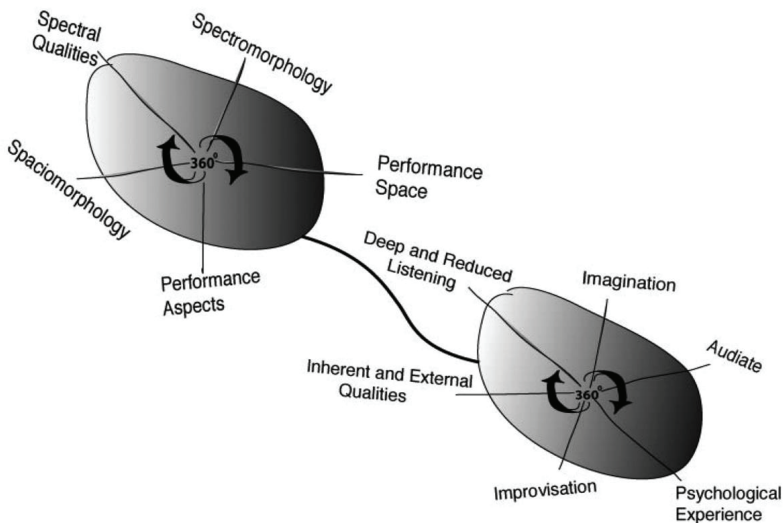 Spectral
Qualities
Spectromorphology
360°
Performance
Space
Spaciomorphology
Performance
Aspects
Deep and Reduced
Listening
Imagination
Audiate
Inherent and External
Qualities
360°
Improvisation
Psychological
Experience